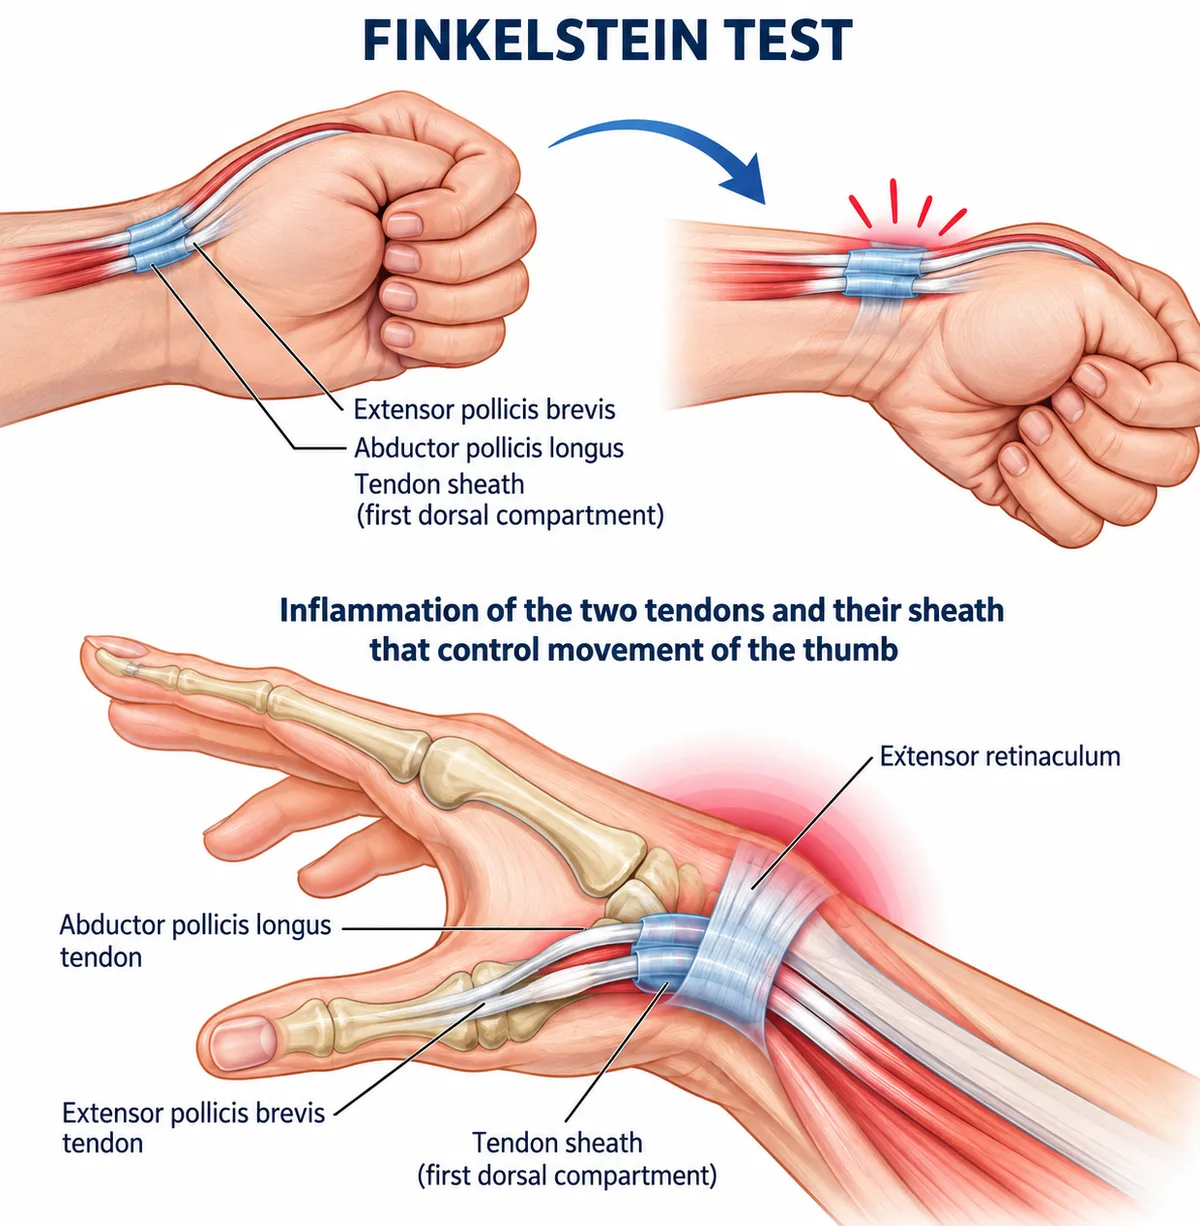 FINKELSTEIN TEST
Extensor pollicis brevis
Abductor pollicis longus
Tendon sheath
(first dorsal compartment)
Inflammation of the two tendons and their sheath
that control movement of the thumb
Extensor retinaculum
Abductor pollicis longus
tendon
Extensor pollicis brevis
tendon
Tendon sheath
(first dorsal compartment)